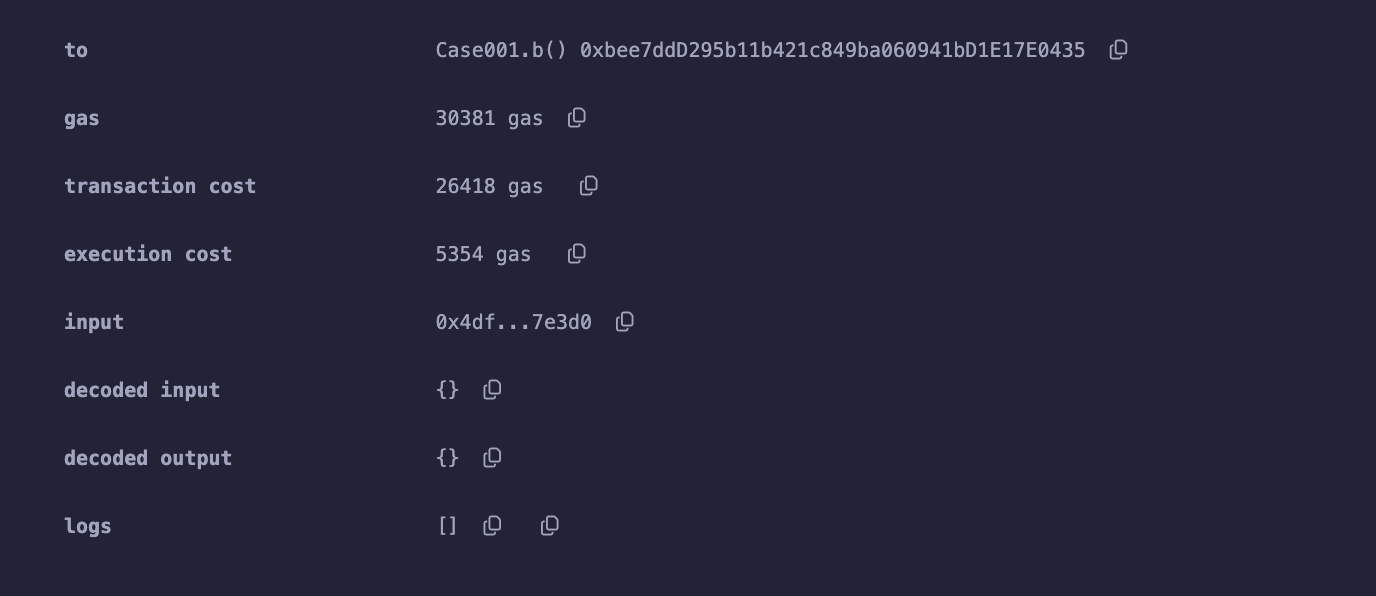 to Case001.b() 0xbee7ddD295b11b421c849ba060941bD1E17E0435
gas 30381 gas
transaction cost 26418 gas
execution cost 5354 gas
input 0x4df...7e3d0
decoded input {}
decoded output {}
logs []